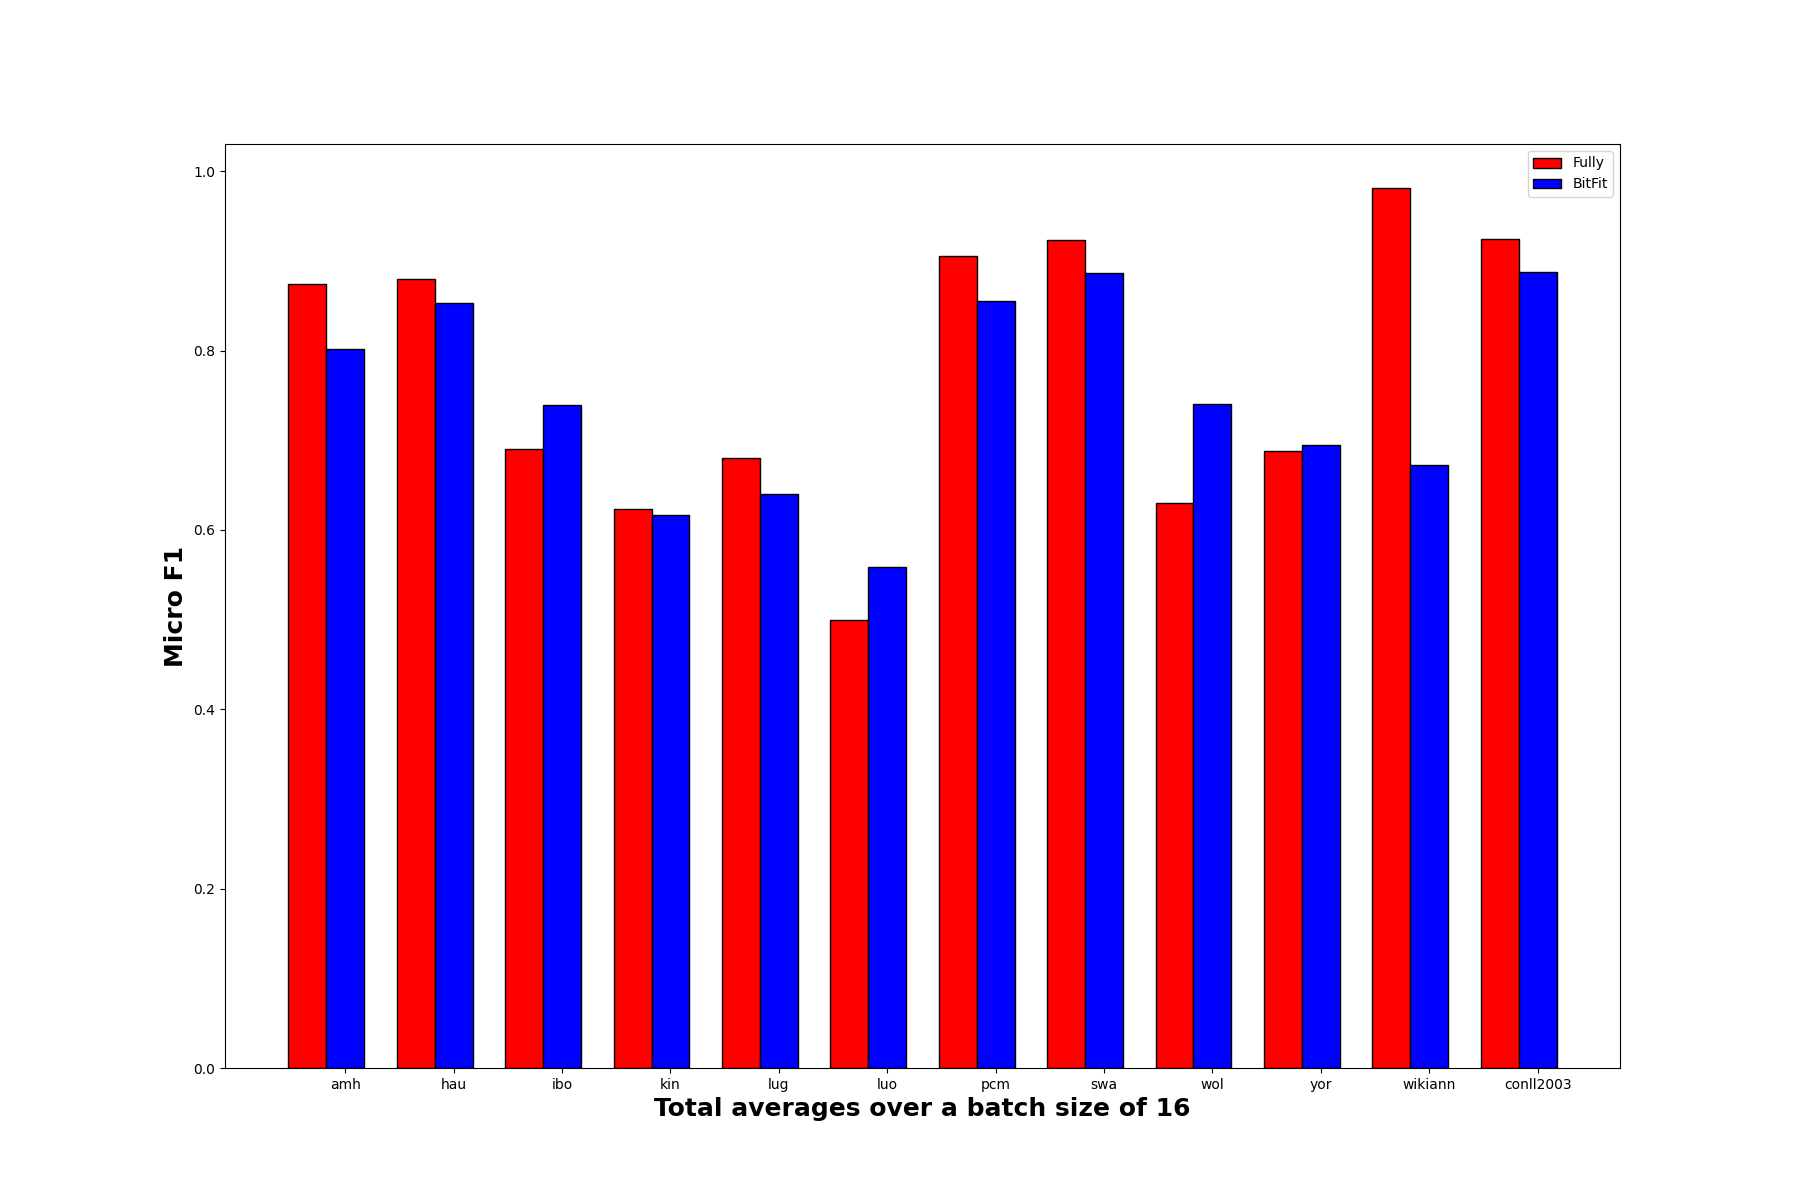 Fully
BitFit
1.0
0.8
0.6
0.4
0.2
0.0
Micro F1
amh hau ibo kin lug luo pcm swa wol yor wikiann conll2003
Total averages over a batch size of 16